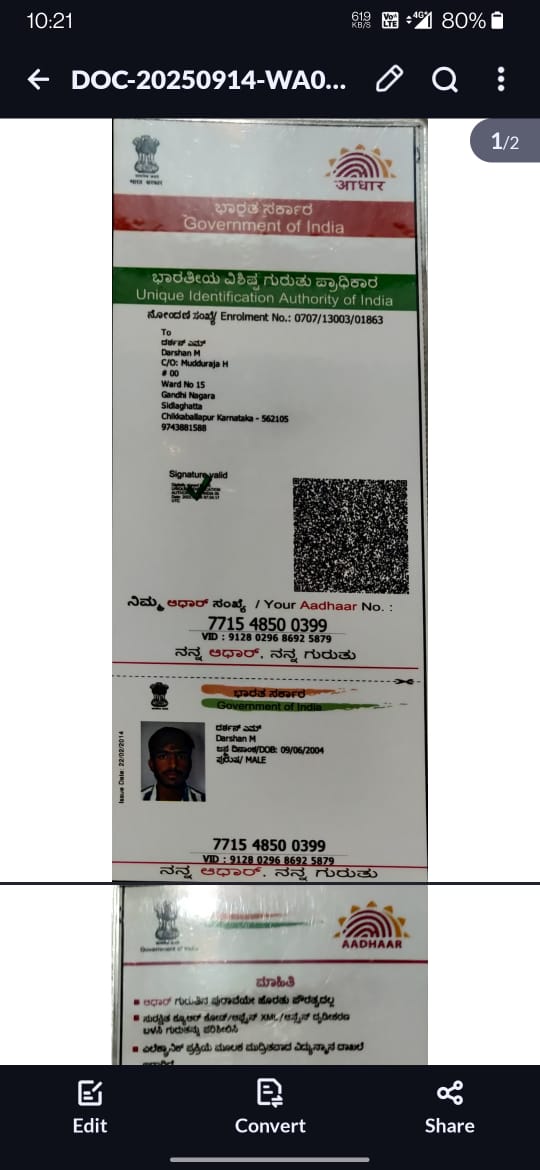 10:21
61.9 KB/S
Vo LTE
4G
80%
DOC-20250914-WA0...
1/2
भारत सरकार
आधार
ಭಾರತ ಸರ್ಕಾರ
Government of India
ಭಾರತೀಯ ವಿಶಿಷ್ಟ ಗುರುತು ಪ್ರಾಧಿಕಾರ
Unique Identification Authority of India
ನೋಂದಣಿ ಸಂಖ್ಯೆ/ Enrolment No.: 0707/13003/01863
To
ದರ್ಶನ್ ಎಮ್
Darshan M
C/O: Mudduraja H
# 00
Ward No 15
Gandhi Nagara
Sidlaghatta
Chikkaballapur Karnataka - 562105
9743881588
Signature valid
ನಿಮ್ಮ ಆಧಾರ್ ಸಂಖ್ಯೆ / Your Aadhaar No. :
7715 4850 0399
VID : 9128 0296 8692 5879
ನನ್ನ ಆಧಾರ್, ನನ್ನ ಗುರುತು
ಭಾರತ ಸರ್ಕಾರ
Government of India
Issue Date: 22/02/2014
ದರ್ಶನ್ ಎಮ್
Darshan M
ಜನ್ಮ ದಿನಾಂಕ/DOB: 09/06/2004
ಪುರುಷ/ MALE
7715 4850 0399
VID : 9128 0296 8692 5879
ನನ್ನ ಆಧಾರ್, ನನ್ನ ಗುರುತು
Government of India
AADHAAR
ಮಾಹಿತಿ
ಆಧಾರ್ ಗುರುತಿನ ಪುರಾವೆಯೇ ಹೊರತು ಪೌರತ್ವದಲ್ಲ
ಸುರಕ್ಷಿತ ಕ್ಯೂಆರ್ ಕೋಡ್/ಆಫ್ಲೈನ್ XML/ಆನ್ಲೈನ್ ದೃಢೀಕರಣ
ಬಳಸಿ ಗುರುತನ್ನು ಪರಿಶೀಲಿಸಿ
ಎಲೆಕ್ಟ್ರಾನಿಕ್ ಪ್ರಕ್ರಿಯೆ ಮೂಲಕ ಮುದ್ರಿತವಾದ ವಿದ್ಯುನ್ಮಾನ ದಾಖಲೆ
Edit
Convert
Share